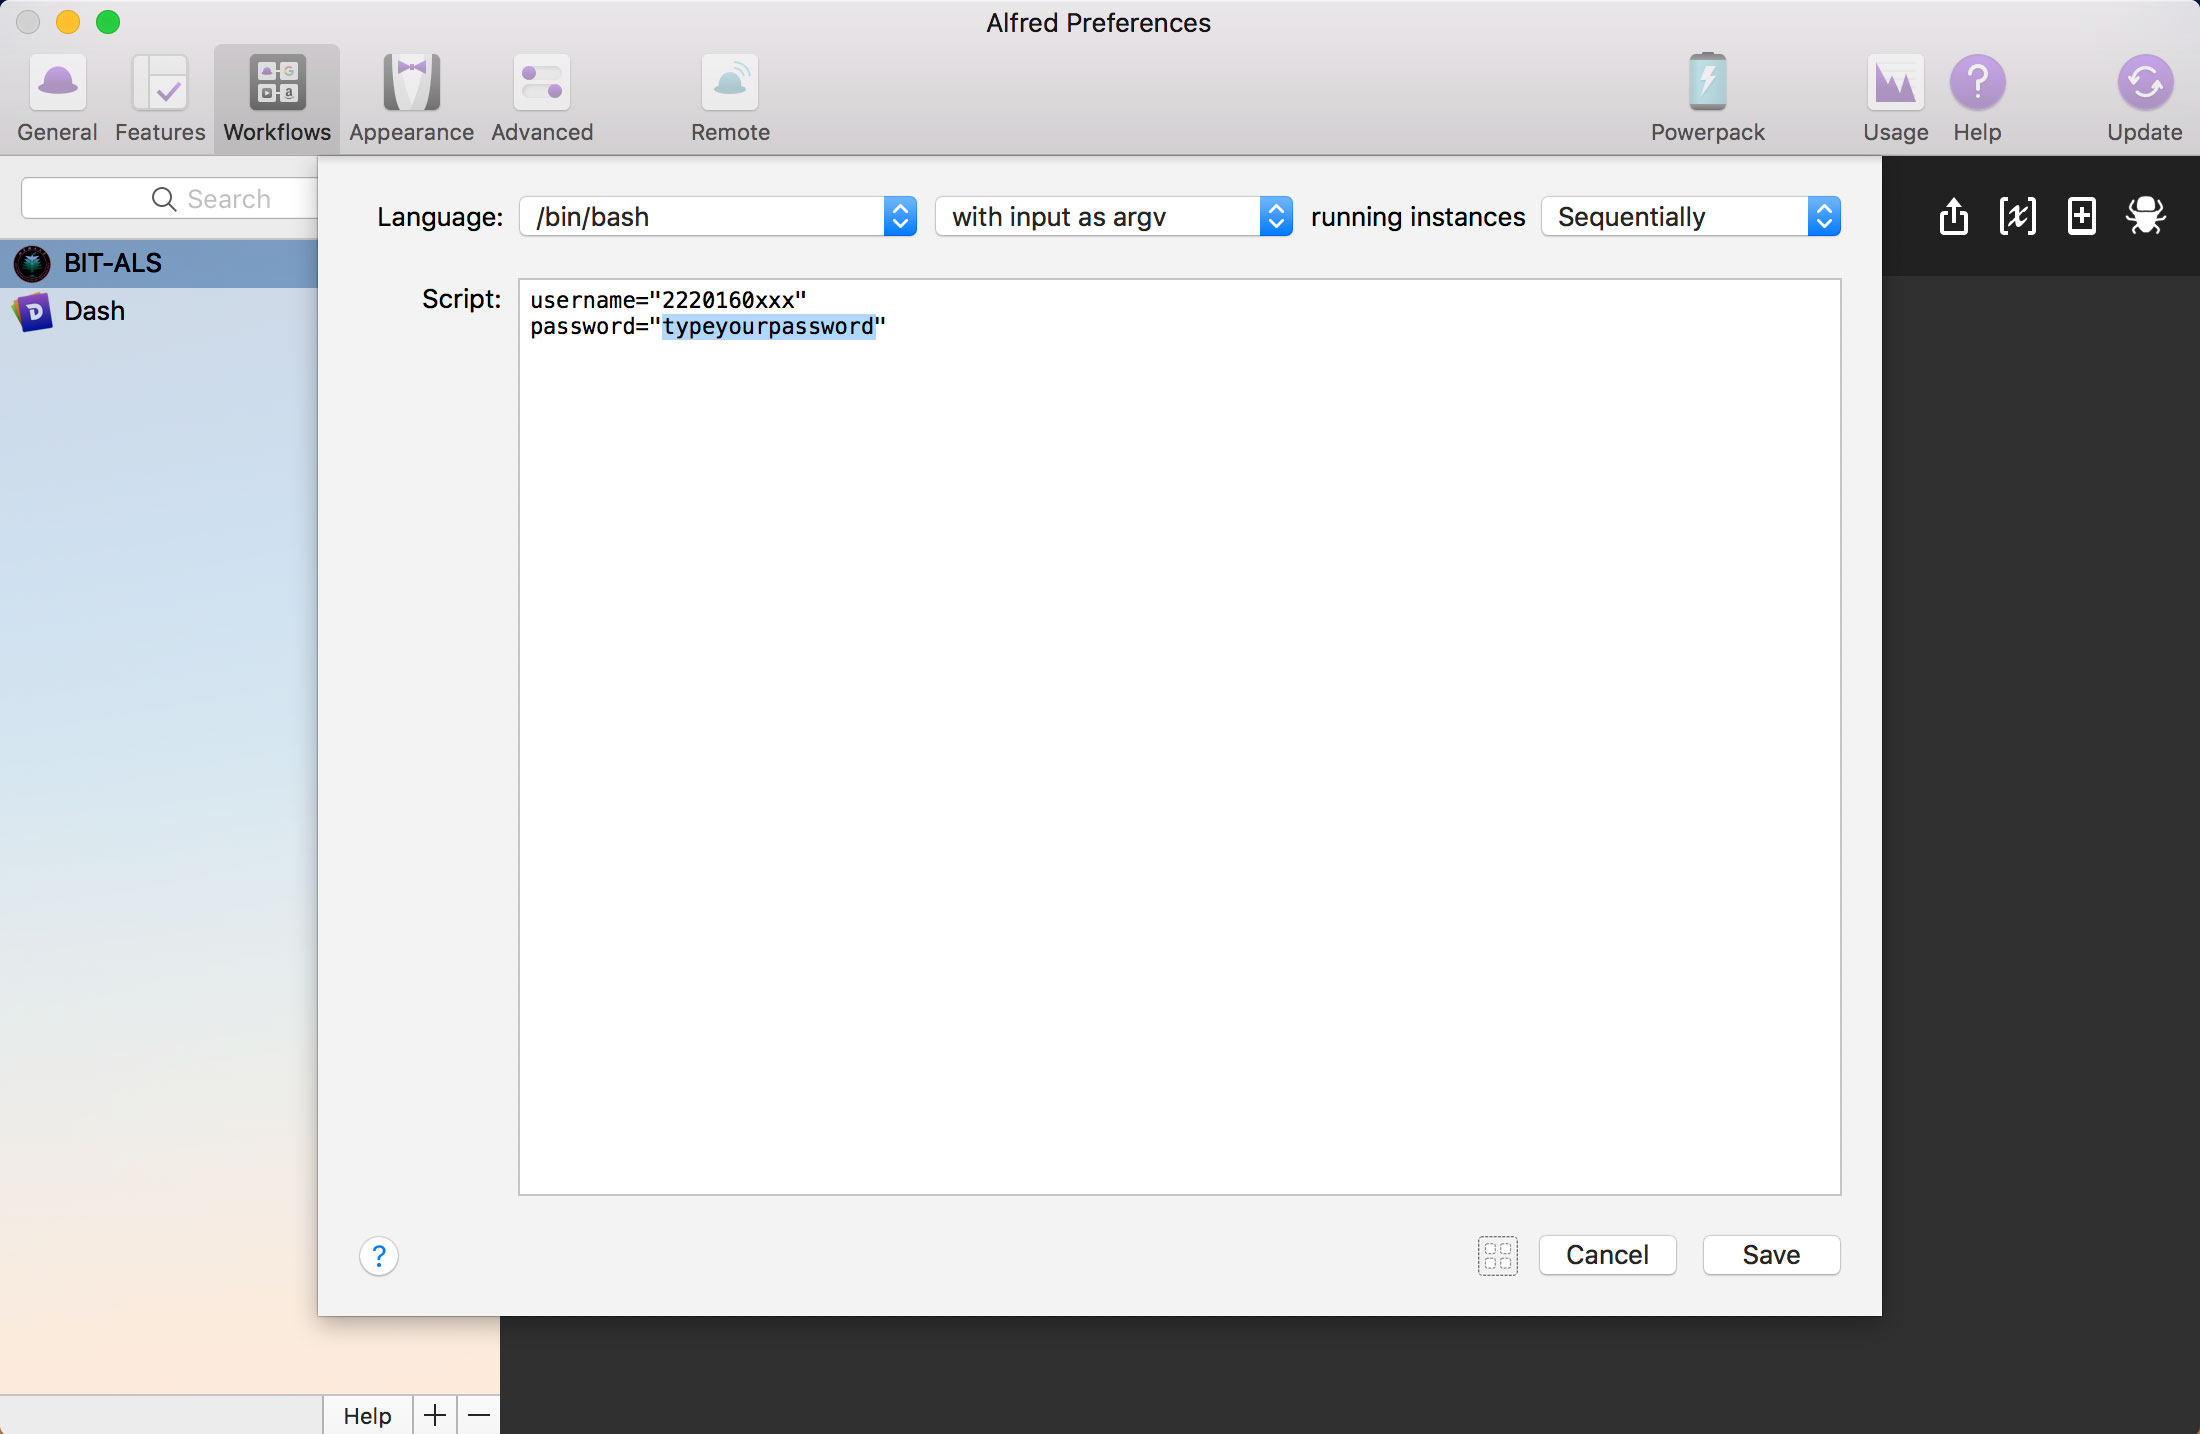 Alfred Preferences
General Features Workflows Appearance Advanced Remote Powerpack Usage Help Update
Search
BIT-ALS
Dash
Language: /bin/bash with input as argv running instances Sequentially
Script: username="2220160xxx"
password="typeyourpassword"
? Cancel Save
Help + −